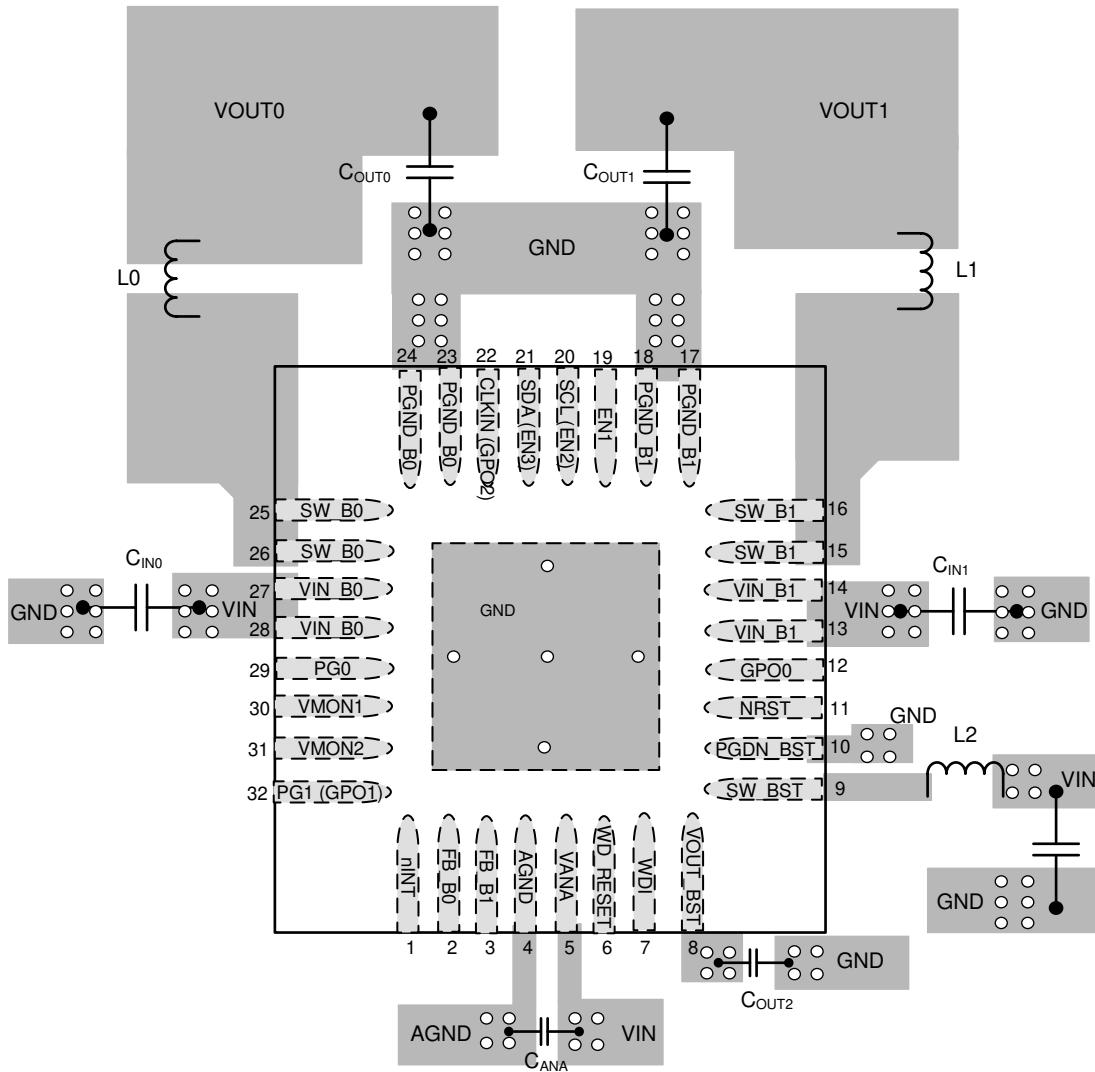 VOUT0
VOUT1
COUT0
COUT1
GND
L0
L1
24
23
22
21
20
19
18
17
PGND_B0
PGND_B0
CLKIN (GPO2)
SDA (EN3)
SCL (EN2)
EN1
PGND_B1
PGND_B1
25
SW_B0
SW_B1
16
26
SW_B0
SW_B1
15
CIN0
CIN1
27
VIN_B0
VIN_B1
14
GND
VIN
GND
VIN
GND
28
VIN_B0
VIN_B1
13
29
PG0
GPO0
12
30
VMON1
NRST
11
GND
31
VMON2
PGDN_BST
10
L2
32
PG1 (GPO1)
SW_BST
9
VIN
nINT
FB_B0
FB_B1
AGND
VANA
WD_RESET
WDI
VOUT_BST
GND
1
2
3
4
5
6
7
8
GND
COUT2
AGND
VIN
CANA